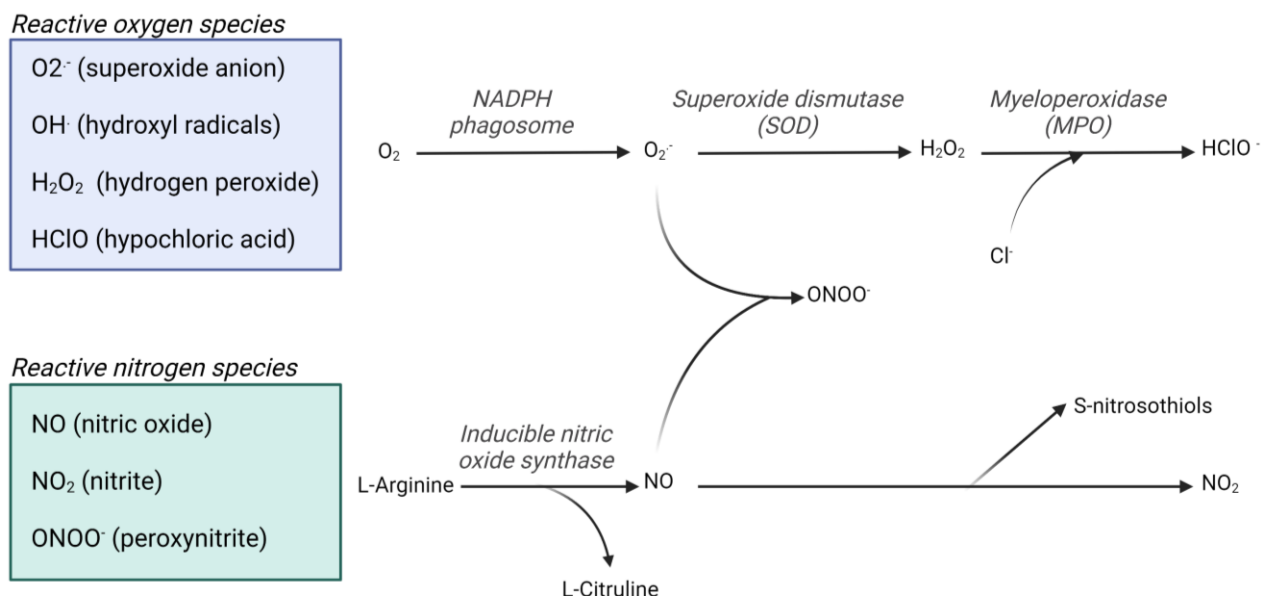 Reactive oxygen species
O2·- (superoxide anion)
OH· (hydroxyl radicals)
H₂O₂ (hydrogen peroxide)
HClO (hypochloric acid)
NADPH
phagosome
Superoxide dismutase
(SOD)
Myeloperoxidase
(MPO)
O₂
O₂·-
H₂O₂
HClO -
Cl-
ONOO-
Reactive nitrogen species
NO (nitric oxide)
NO₂ (nitrite)
ONOO- (peroxynitrite)
Inducible nitric
oxide synthase
S-nitrosothiols
L-Arginine
NO
NO₂
L-Citruline